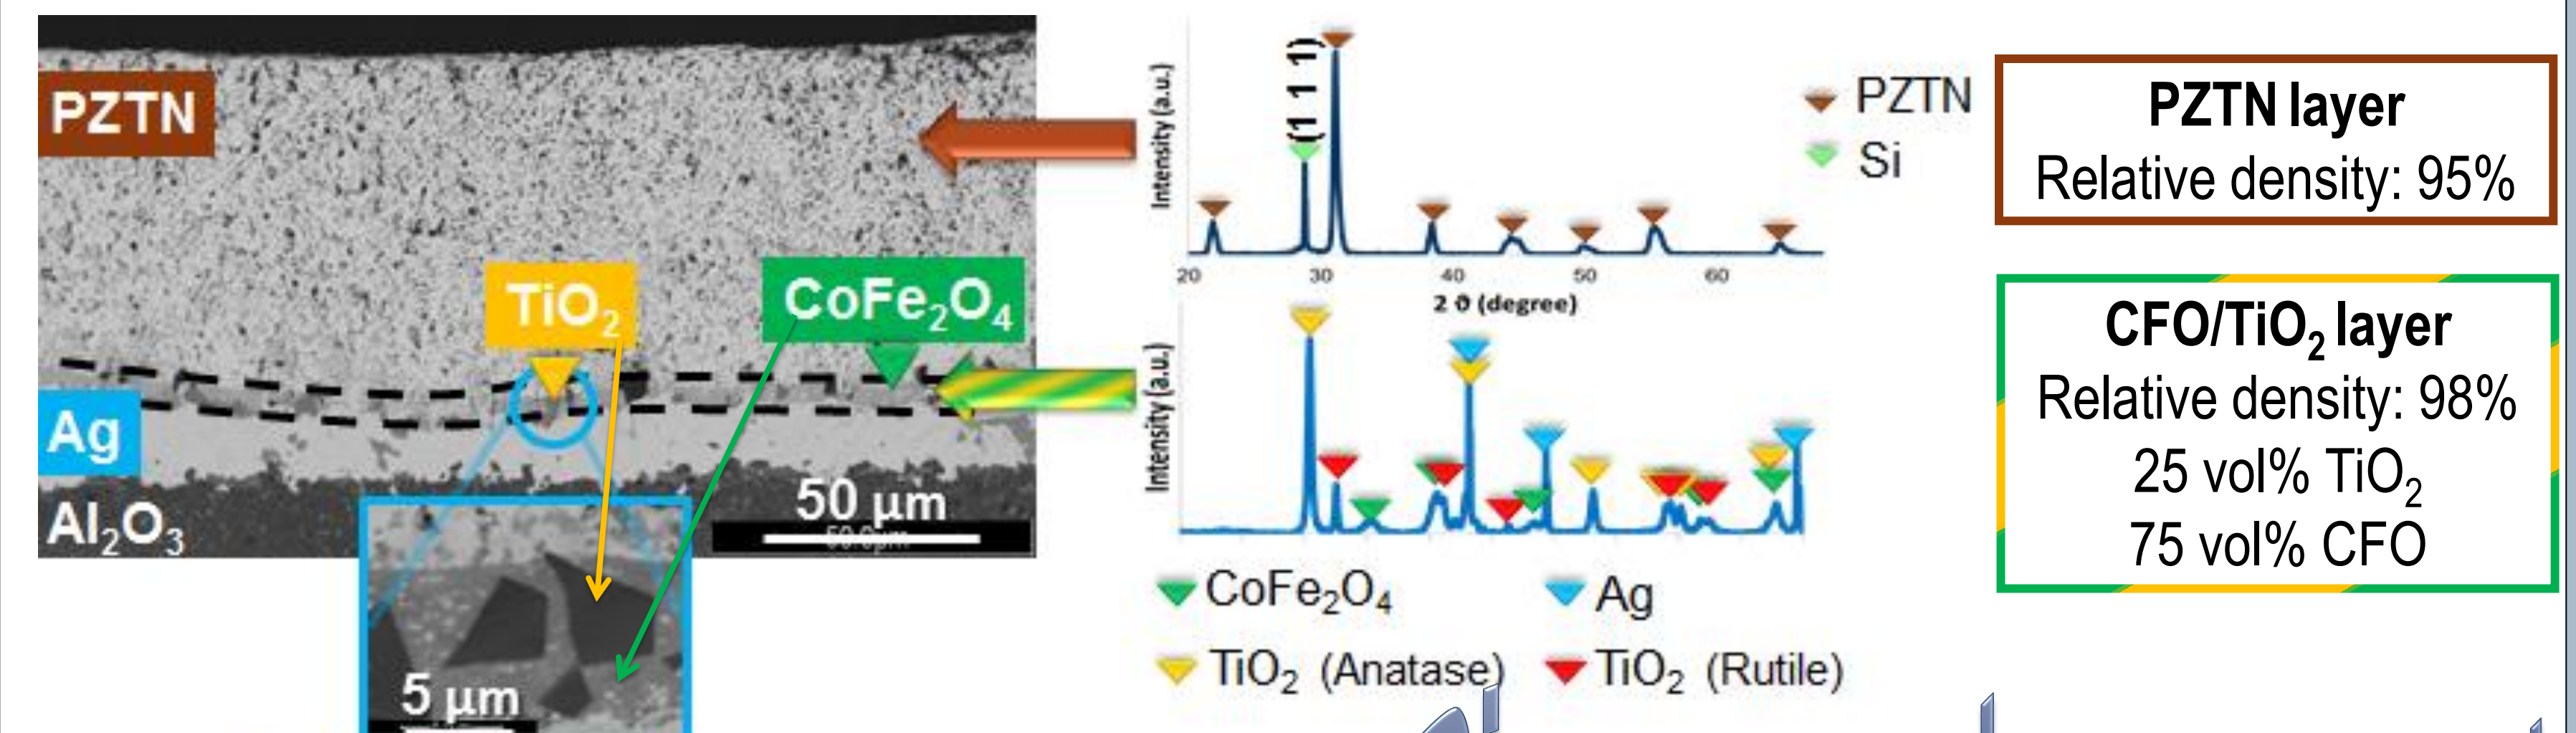 PZTN
TiO₂
CoFe₂O₄
Ag
Al₂O₃
50 µm
50.0µm
5 µm
Intensity (a.u.)
(1 1 1)
PZTN
Si
20 30 40 50 60
2 ϑ (degree)
Intensity (a.u.)
CoFe₂O₄
Ag
TiO₂ (Anatase)
TiO₂ (Rutile)
PZTN layer
Relative density: 95%
CFO/TiO₂ layer
Relative density: 98%
25 vol% TiO₂
75 vol% CFO